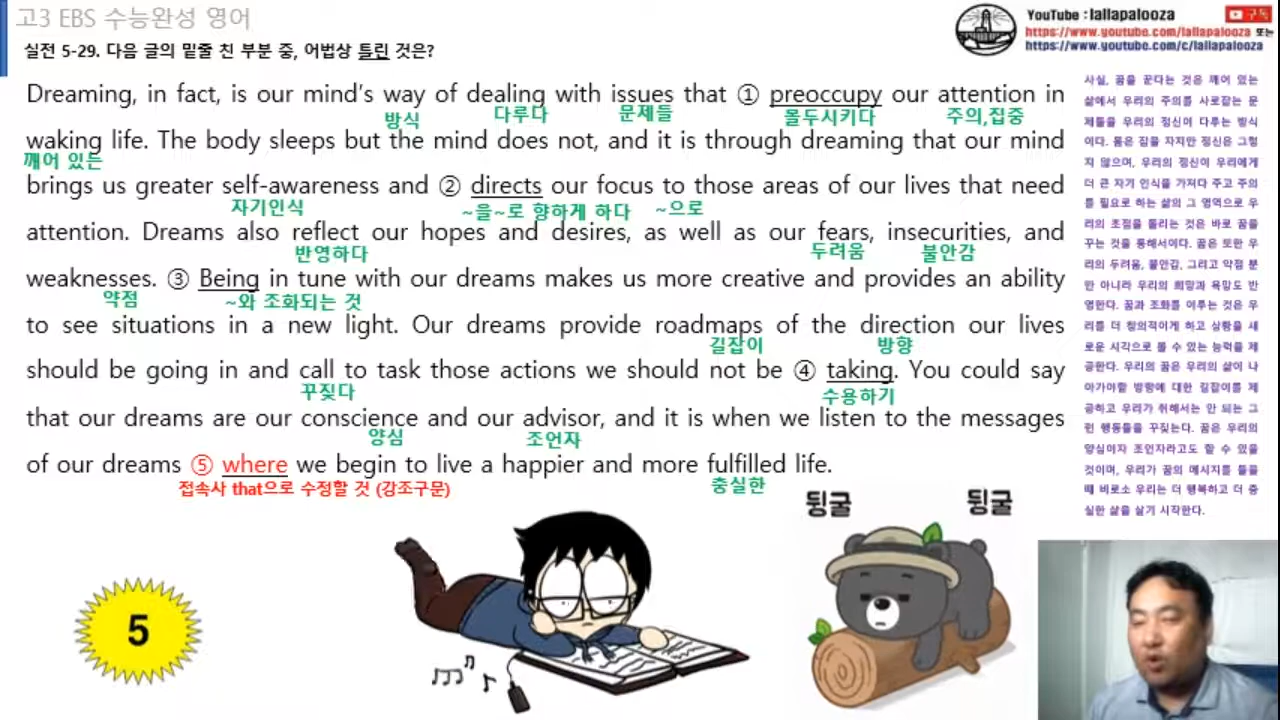 고3 EBS 수능완성 영어
YouTube : lallapalooza
구독
https://www.youtube.com/lallapalooza 또는
https://www.youtube.com/c/lallapalooza
실전 5-29. 다음 글의 밑줄 친 부분 중, 어법상 틀린 것은?
Dreaming, in fact, is our mind's way of dealing with issues that ① preoccupy our attention in
방식 다루다 문제들 몰두시키다 주의,집중
waking life. The body sleeps but the mind does not, and it is through dreaming that our mind
깨어 있는
brings us greater self-awareness and ② directs our focus to those areas of our lives that need
자기인식 ~을~로 향하게 하다 ~으로
attention. Dreams also reflect our hopes and desires, as well as our fears, insecurities, and
반영하다 두려움 불안감
weaknesses. ③ Being in tune with our dreams makes us more creative and provides an ability
약점 ~와 조화되는 것
to see situations in a new light. Our dreams provide roadmaps of the direction our lives
길잡이 방향
should be going in and call to task those actions we should not be ④ taking. You could say
꾸짖다 수용하기
that our dreams are our conscience and our advisor, and it is when we listen to the messages
양심 조언자
of our dreams ⑤ where we begin to live a happier and more fulfilled life.
접속사 that으로 수정할 것 (강조구문) 충실한
사실, 꿈을 꾼다는 것은 깨어 있는
삶에서 우리의 주의를 사로잡는 문
제들을 우리의 정신이 다루는 방식
이다. 몸은 잠을 자지만 정신은 그렇
지 않으며, 우리의 정신이 우리에게
더 큰 자기 인식을 가져다 주고 주의
를 필요로 하는 삶의 그 영역으로 우
리의 초점을 돌리는 것은 바로 꿈을
꾸는 것을 통해서이다. 꿈은 또한 우
리의 두려움, 불안감, 그리고 약점 뿐
만 아니라 우리의 희망과 욕망도 반
영한다. 꿈과 조화를 이루는 것은 우
리를 더 창의적이게 하고 상황을 새
로운 시각으로 볼 수 있는 능력을 제
공한다. 우리의 꿈은 우리의 삶이 나
아가야할 방향에 대한 길잡이를 제
공하고 우리가 취해서는 안 되는 그
런 행동들을 꾸짖는다. 꿈은 우리의
양심이자 조언자라고도 할 수 있을
것이며, 우리가 꿈의 메시지를 들을
때 비로소 우리는 더 행복하고 더 충
실한 삶을 살기 시작한다.
뒹굴 뒹굴
5